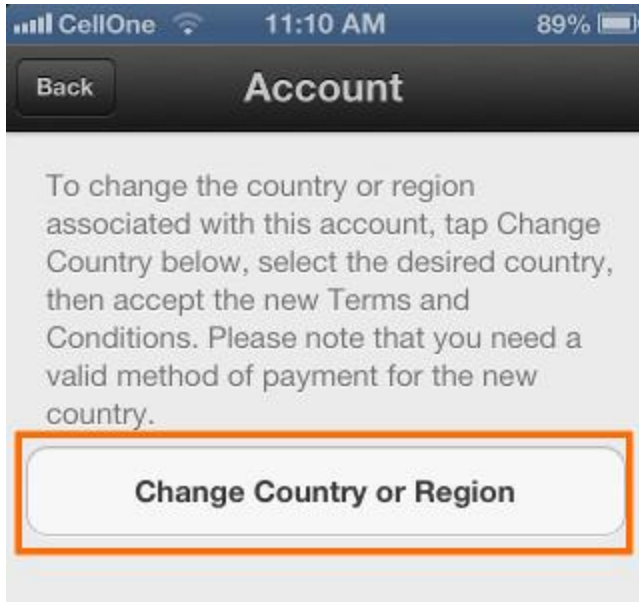 CellOne 11:10 AM 89%
Back Account
To change the country or region
associated with this account, tap Change
Country below, select the desired country,
then accept the new Terms and
Conditions. Please note that you need a
valid method of payment for the new
country.
Change Country or Region